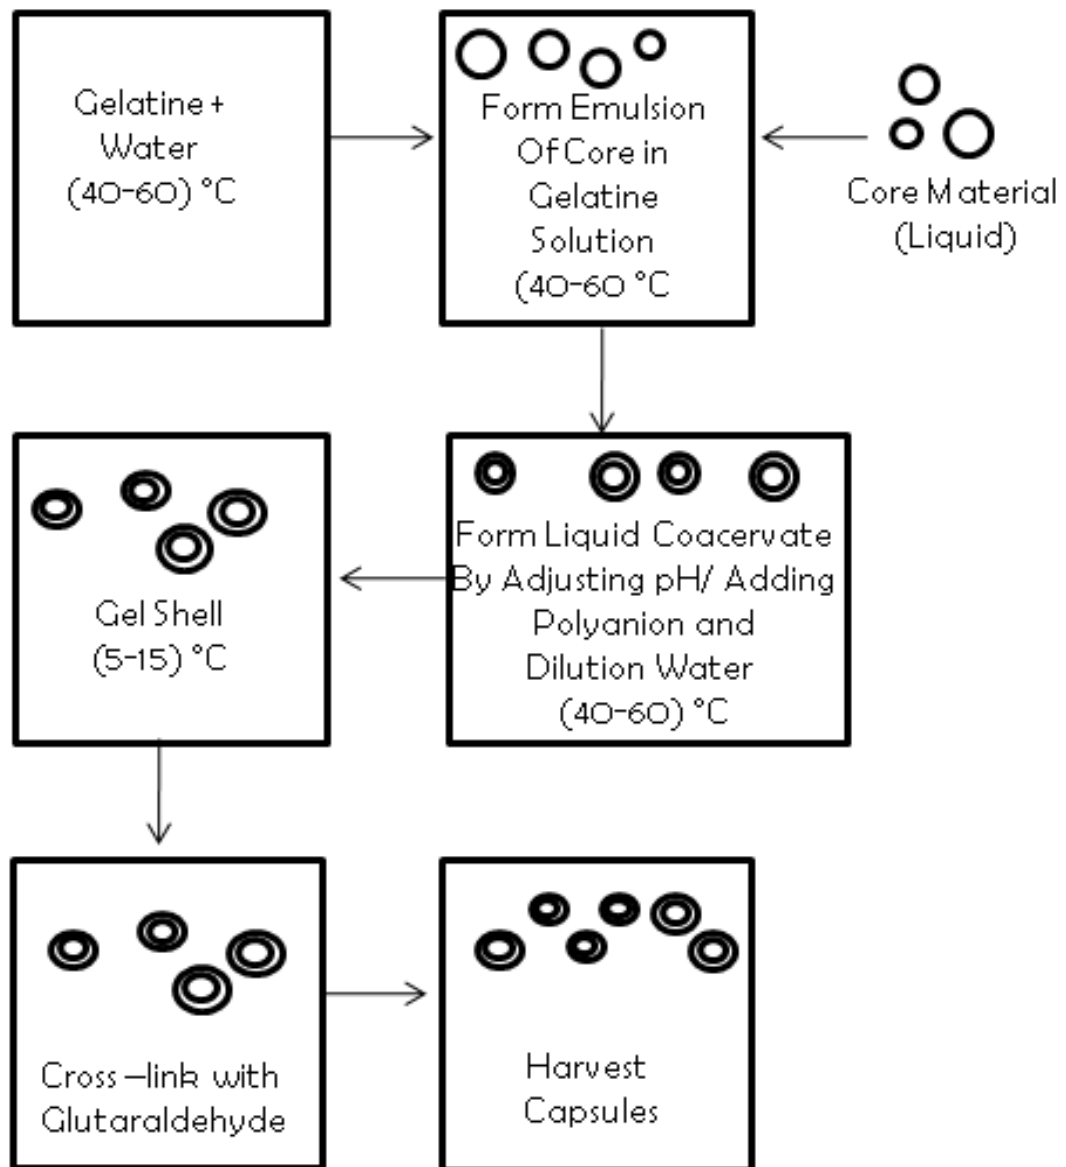 Gelatine +
Water
(40-60) °C
Form Emulsion
Of Core in
Gelatine
Solution
(40-60 °C
Core Material
(Liquid)
Form Liquid Coacervate
By Adjusting pH/ Adding
Polyanion and
Dilution Water
(40-60) °C
Gel Shell
(5-15) °C
Cross –link with
Glutaraldehyde
Harvest
Capsules